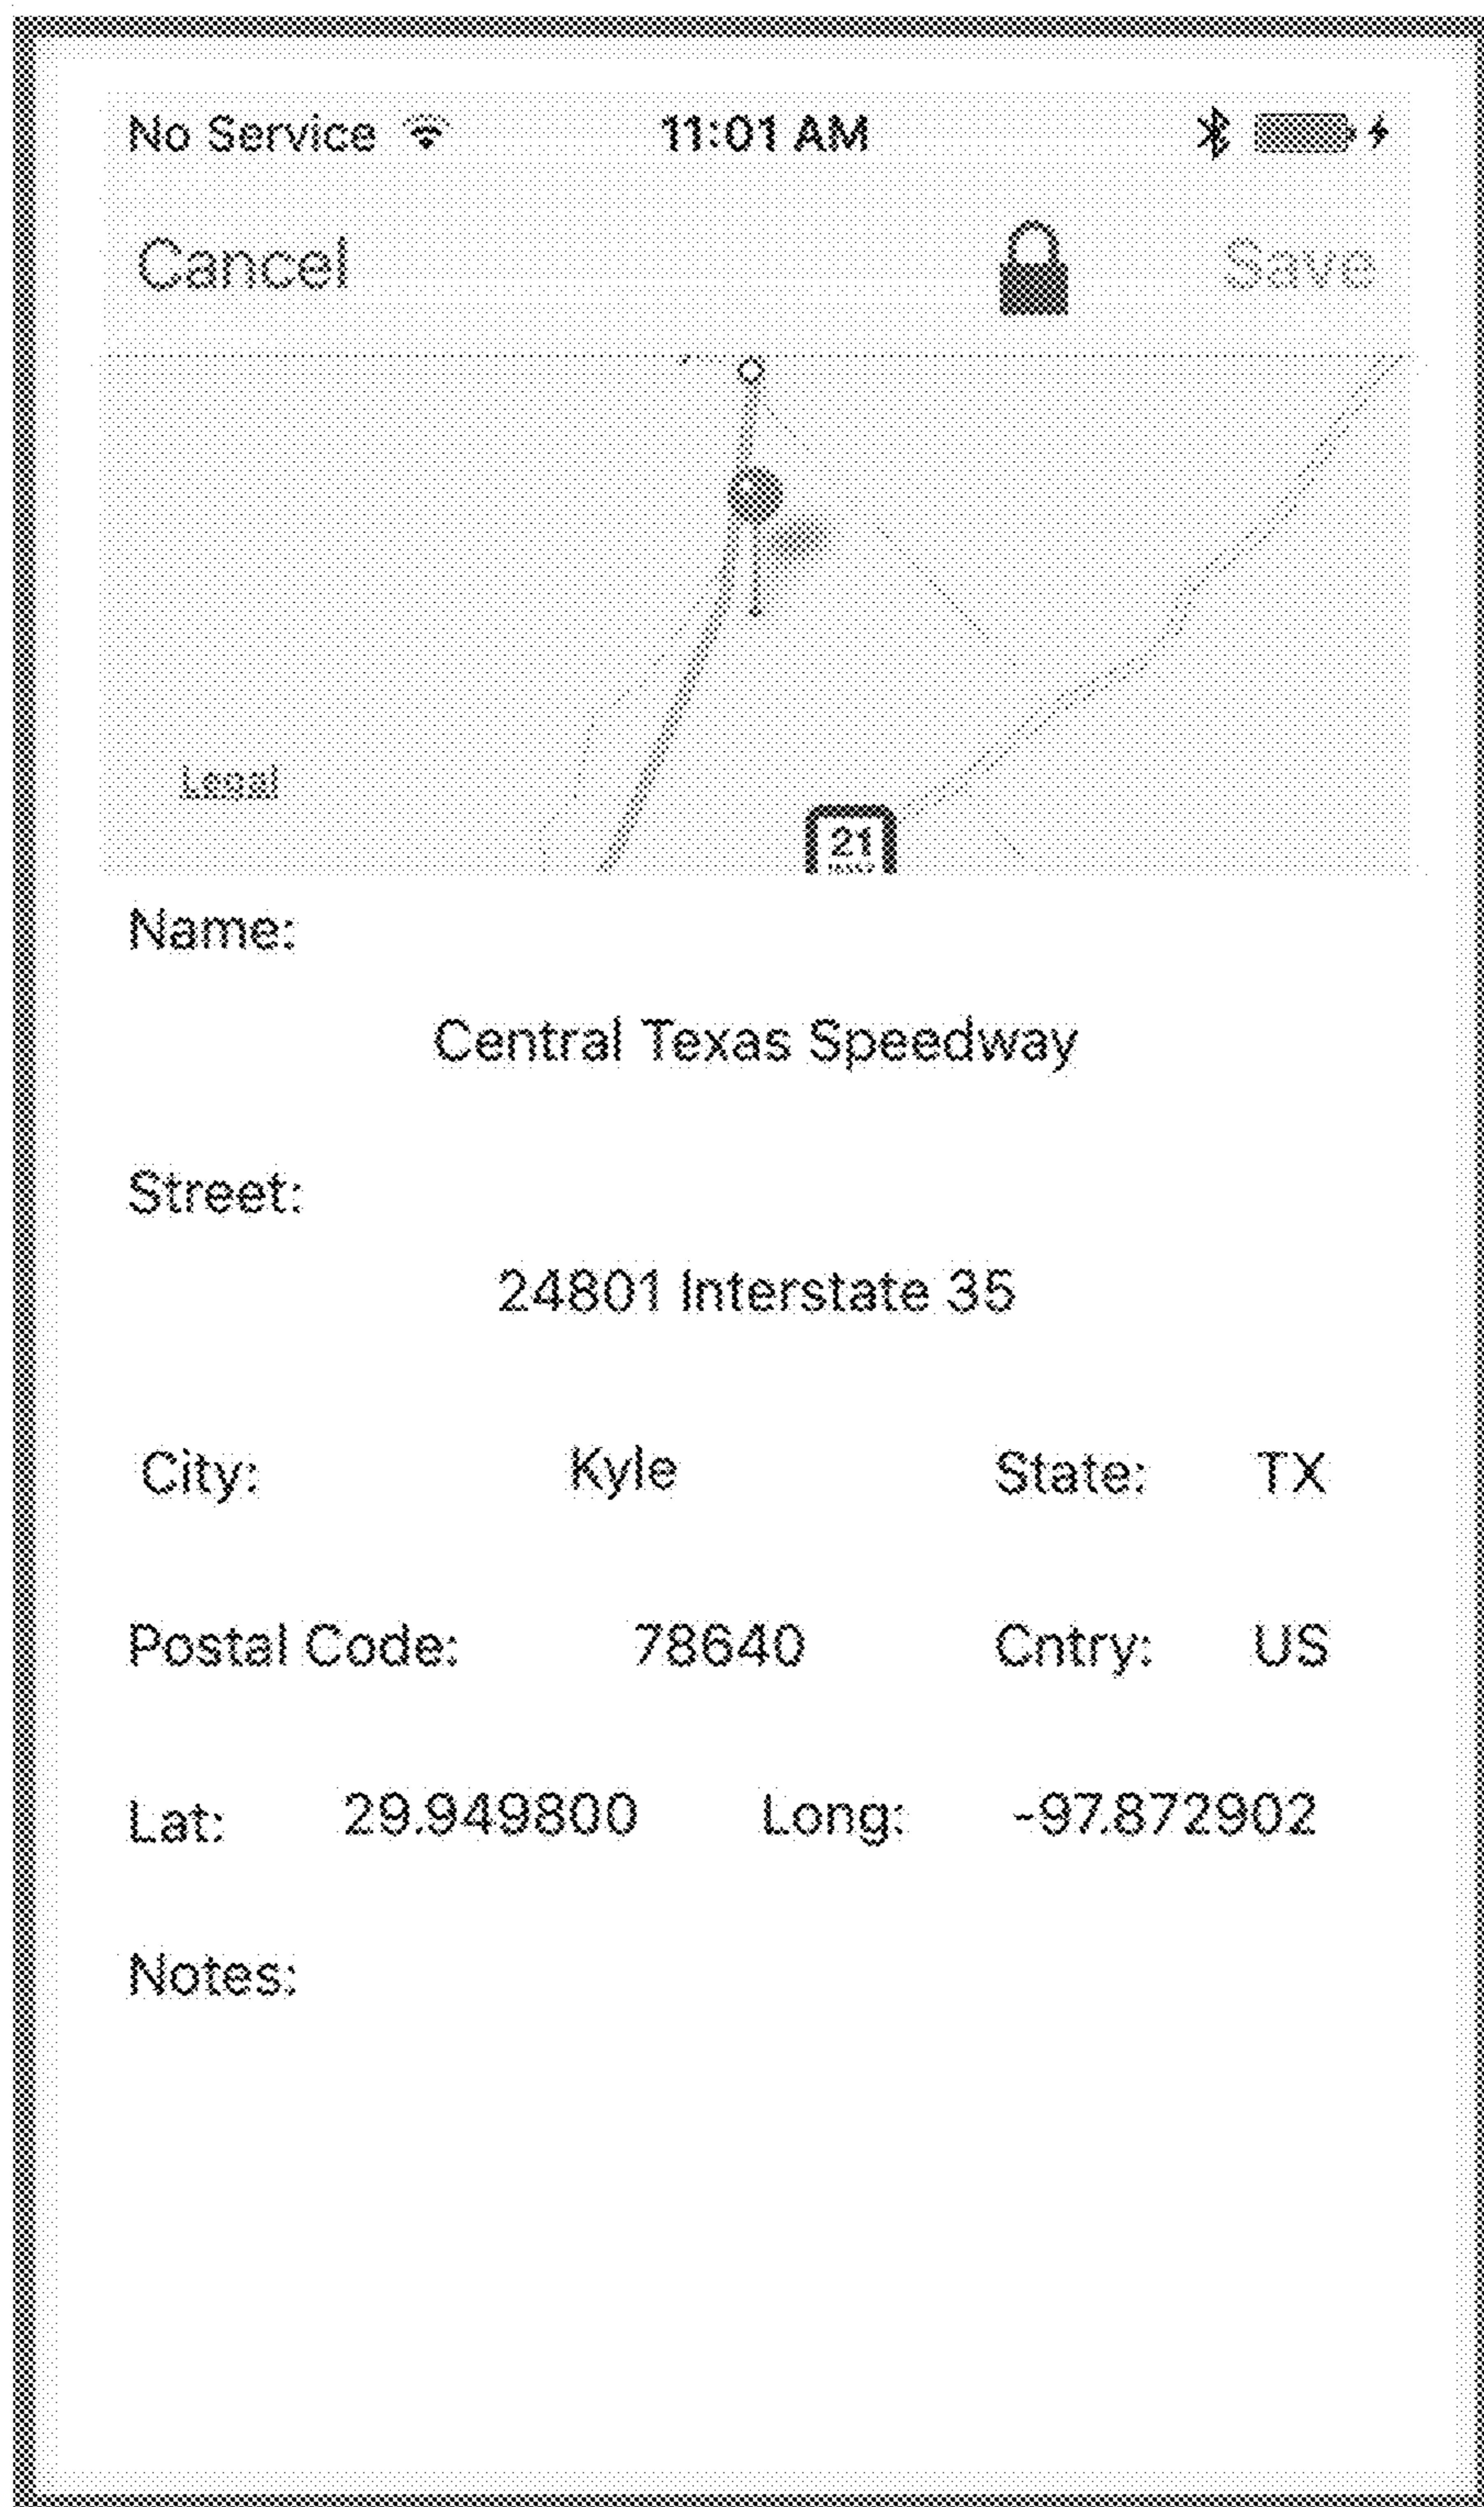 No Service 11:01 AM
Cancel Save
Legal
21
Name:
Central Texas Speedway
Street:
24801 Interstate 35
City: Kyle State: TX
Postal Code: 78640 Cntry: US
Lat: 29.949800 Long: -97.872902
Notes: